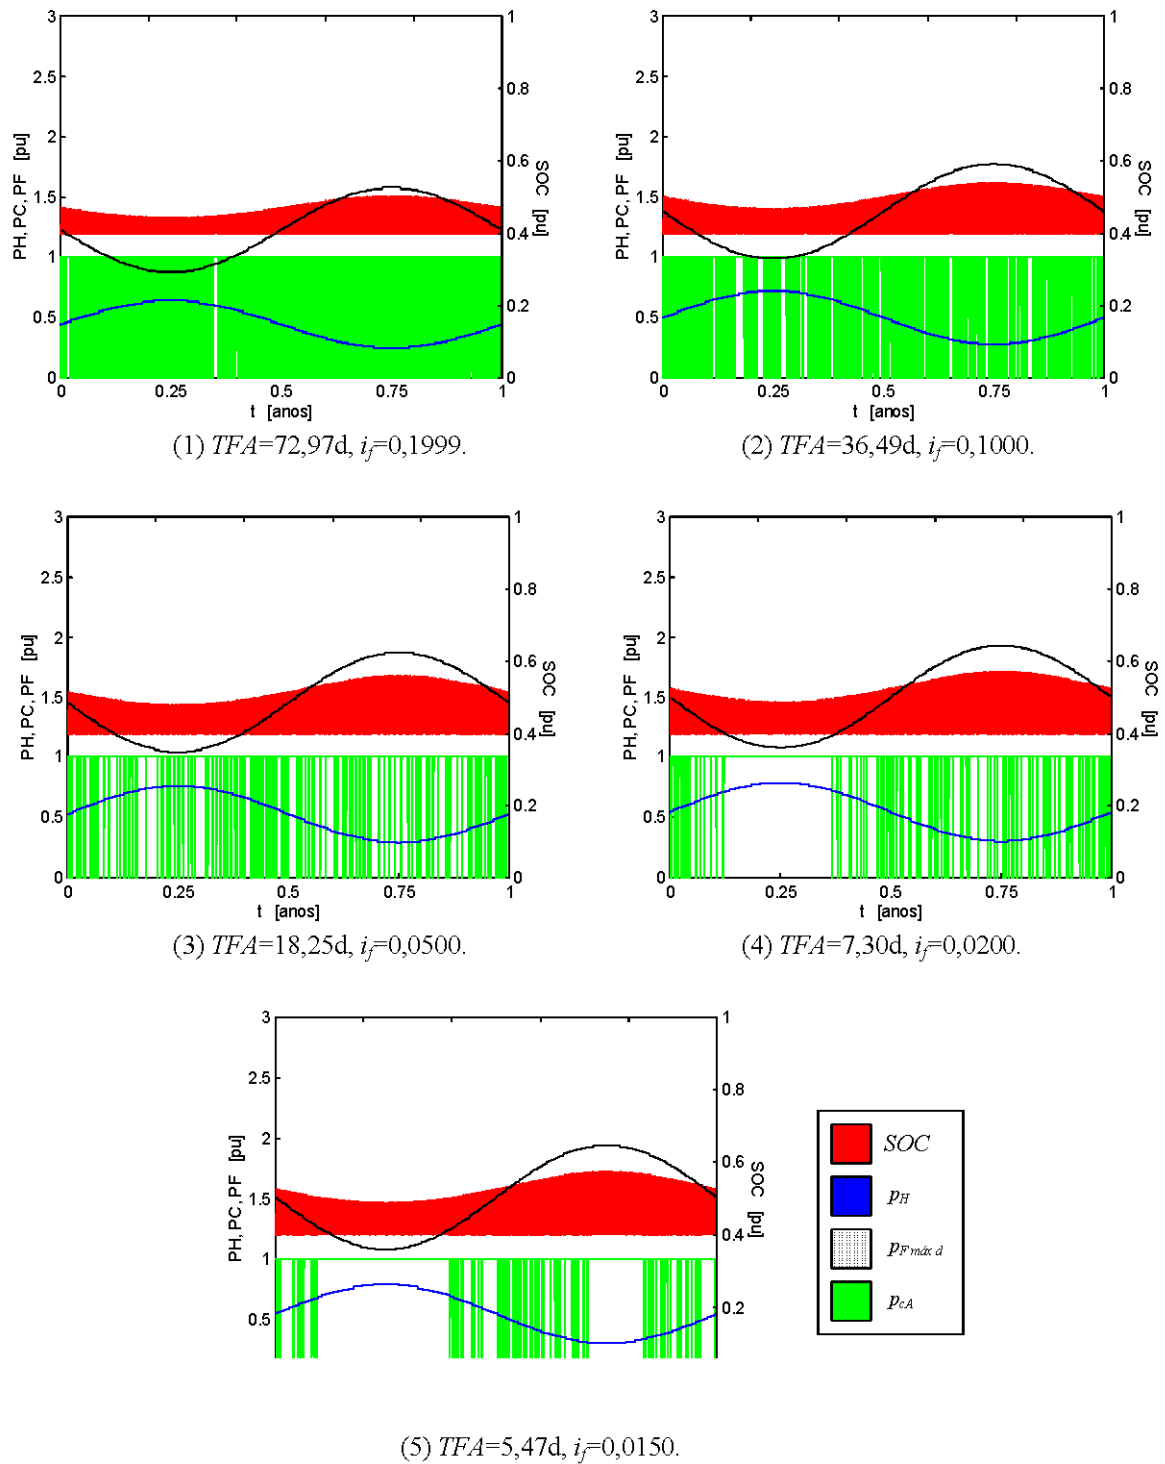 3
2.5
2
1.5
1
0.5
0
PH, PC, PF [pu]
1
0.8
0.6
0.4
0.2
0
SOC [pu]
0 0.25 0.5 0.75 1
t [anos]
(1) TFA=72,97d, if=0,1999.
3
2.5
2
1.5
1
0.5
0
PH, PC, PF [pu]
1
0.8
0.6
0.4
0.2
0
SOC [pu]
0 0.25 0.5 0.75 1
t [anos]
(2) TFA=36,49d, if=0,1000.
3
2.5
2
1.5
1
0.5
0
PH, PC, PF [pu]
1
0.8
0.6
0.4
0.2
0
SOC [pu]
0 0.25 0.5 0.75 1
t [anos]
(3) TFA=18,25d, if=0,0500.
3
2.5
2
1.5
1
0.5
0
PH, PC, PF [pu]
1
0.8
0.6
0.4
0.2
0
SOC [pu]
0 0.25 0.5 0.75 1
t [anos]
(4) TFA=7,30d, if=0,0200.
3
2.5
2
1.5
1
0.5
PH, PC, PF [pu]
1
0.8
0.6
0.4
0.2
SOC [pu]
SOC
pH
pFmáx d
pcA
(5) TFA=5,47d, if=0,0150.